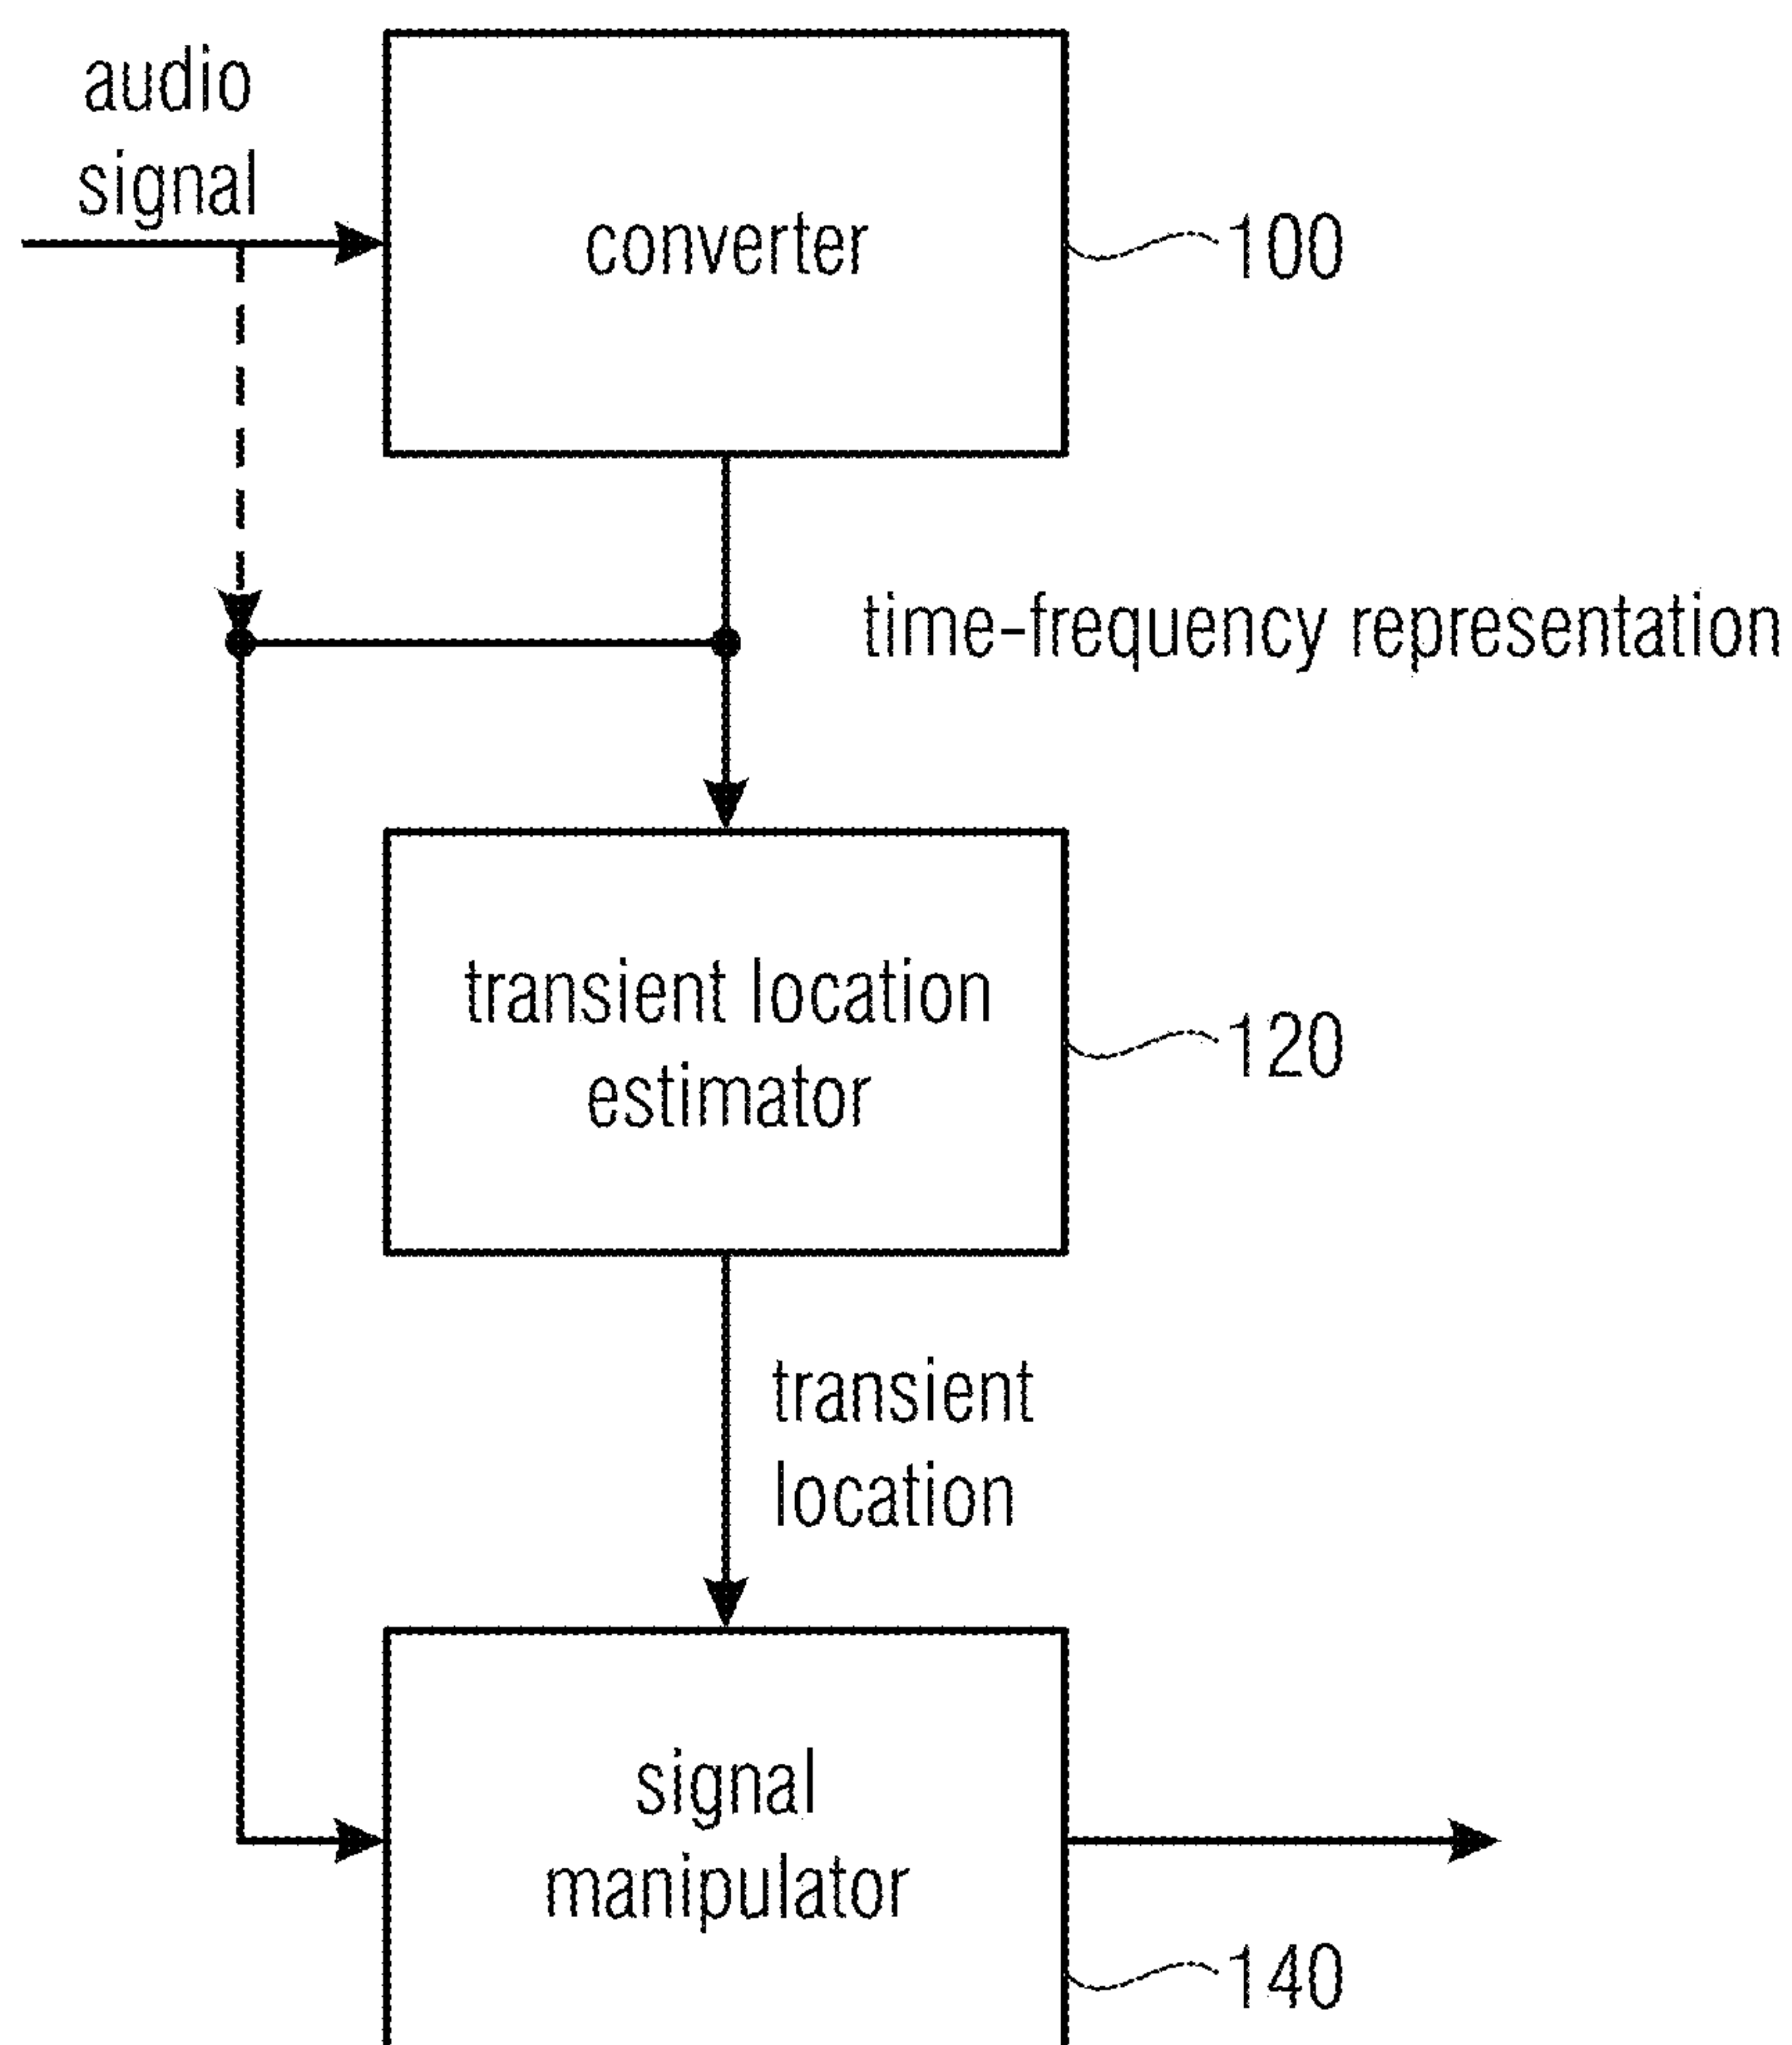 audio
signal
converter
100
time-frequency representation
transient location
estimator
120
transient
location
signal
manipulator
140